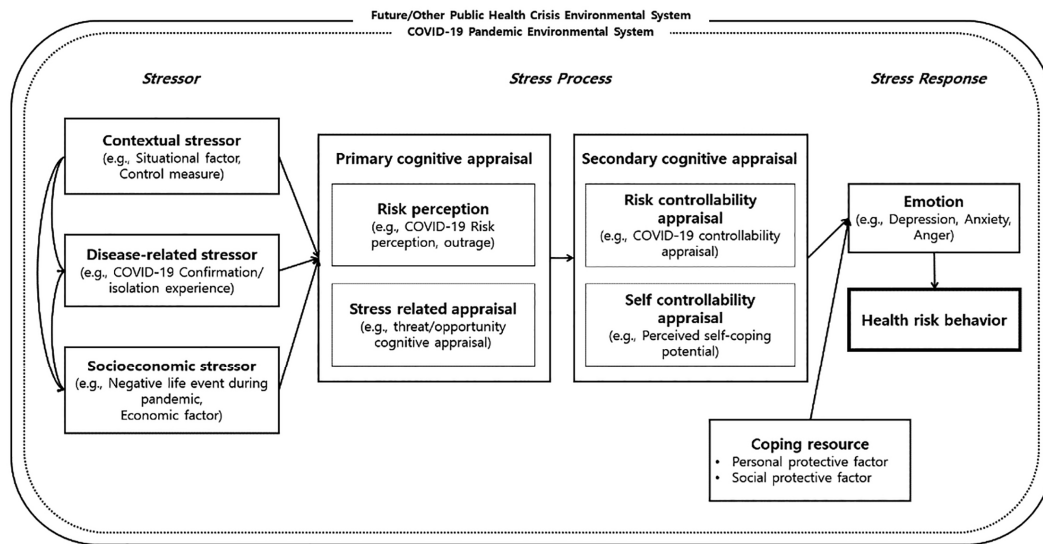 Future/Other Public Health Crisis Environmental System
COVID-19 Pandemic Environmental System
Stressor
Stress Process
Stress Response
Contextual stressor
(e.g., Situational factor,
Control measure)
Disease-related stressor
(e.g., COVID-19 Confirmation/
isolation experience)
Socioeconomic stressor
(e.g., Negative life event during
pandemic,
Economic factor)
Primary cognitive appraisal
Risk perception
(e.g., COVID-19 Risk
perception, outrage)
Stress related appraisal
(e.g., threat/opportunity
cognitive appraisal)
Secondary cognitive appraisal
Risk controllability
appraisal
(e.g., COVID-19 controllability
appraisal)
Self controllability
appraisal
(e.g., Perceived self-coping
potential)
Emotion
(e.g., Depression, Anxiety,
Anger)
Health risk behavior
Coping resource
• Personal protective factor
• Social protective factor